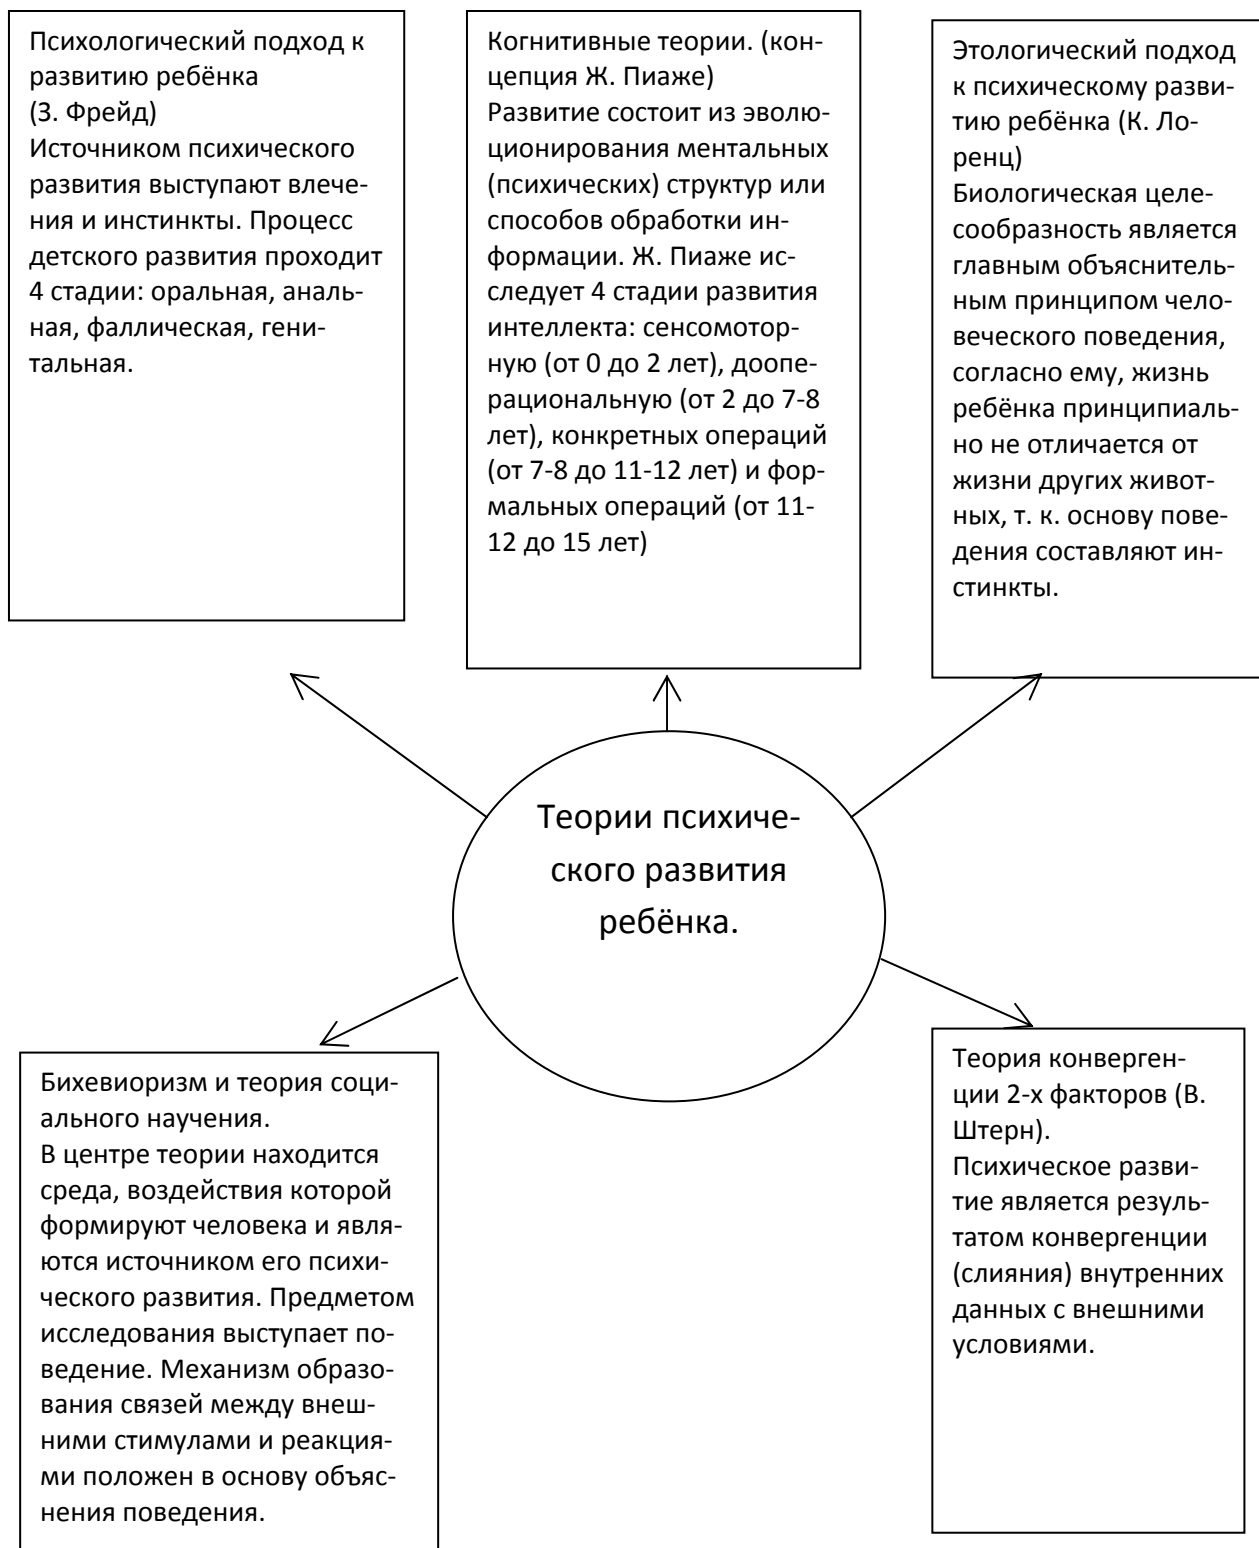 Психологический подход к
развитию ребёнка
(З. Фрейд)
Источником психического
развития выступают влече-
ния и инстинкты. Процесс
детского развития проходит
4 стадии: оральная, аналь-
ная, фаллическая, гени-
тальная.
Когнитивные теории. (кон-
цепция Ж. Пиаже)
Развитие состоит из эволю-
ционирования ментальных
(психических) структур или
способов обработки ин-
формации. Ж. Пиаже ис-
следует 4 стадии развития
интеллекта: сенсомотор-
ную (от 0 до 2 лет), доопе-
рациональную (от 2 до 7-8
лет), конкретных операций
(от 7-8 до 11-12 лет) и фор-
мальных операций (от 11-
12 до 15 лет)
Этологический подход
к психическому разви-
тию ребёнка (К. Ло-
ренц)
Биологическая целе-
сообразность является
главным объяснитель-
ным принципом чело-
веческого поведения,
согласно ему, жизнь
ребёнка принципиаль-
но не отличается от
жизни других живот-
ных, т. к. основу пове-
дения составляют ин-
стинкты.
Теории психиче-
ского развития
ребёнка.
Бихевиоризм и теория соци-
ального научения.
В центре теории находится
среда, воздействия которой
формируют человека и явля-
ются источником его психи-
ческого развития. Предметом
исследования выступает по-
ведение. Механизм образо-
вания связей между внеш-
ними стимулами и реакция-
ми положен в основу объяс-
нения поведения.
Теория конверген-
ции 2-х факторов (В.
Штерн).
Психическое разви-
тие является резуль-
татом конвергенции
(слияния) внутренних
данных с внешними
условиями.